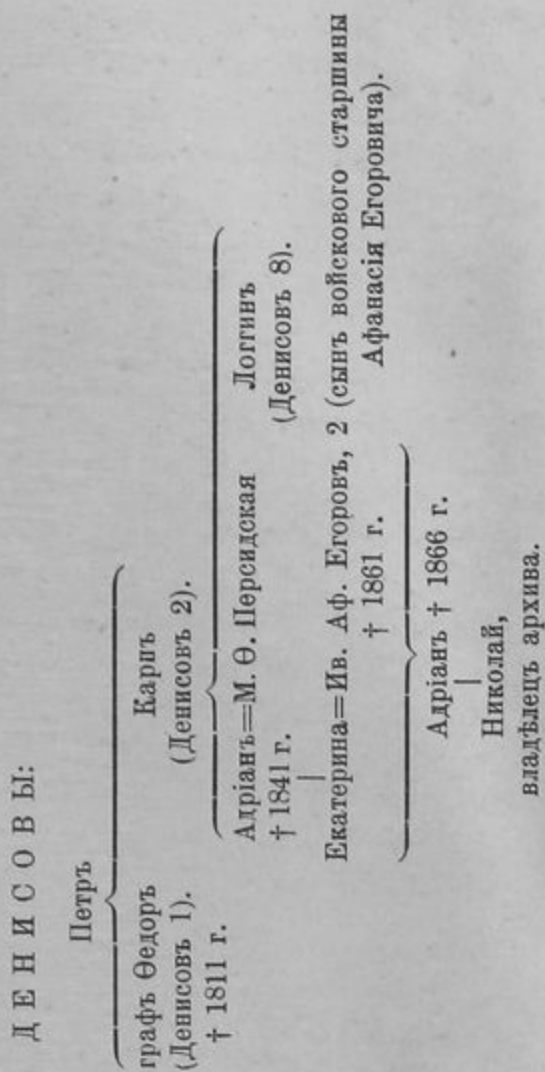 ДЕНИСОВЫ:
Петръ
графъ Ѳедоръ Карпъ
(Денисовъ 1). (Денисовъ 2).
† 1811 г.
Адріанъ=М. Ѳ. Персидская Логгинъ
† 1841 г. (Денисовъ 8).
Екатерина=Ив. Аф. Егоровъ, 2 (сынъ войскового старшины
† 1861 г. Афанасія Егоровича).
Адріанъ † 1866 г.
Николай,
владѣлецъ архива.